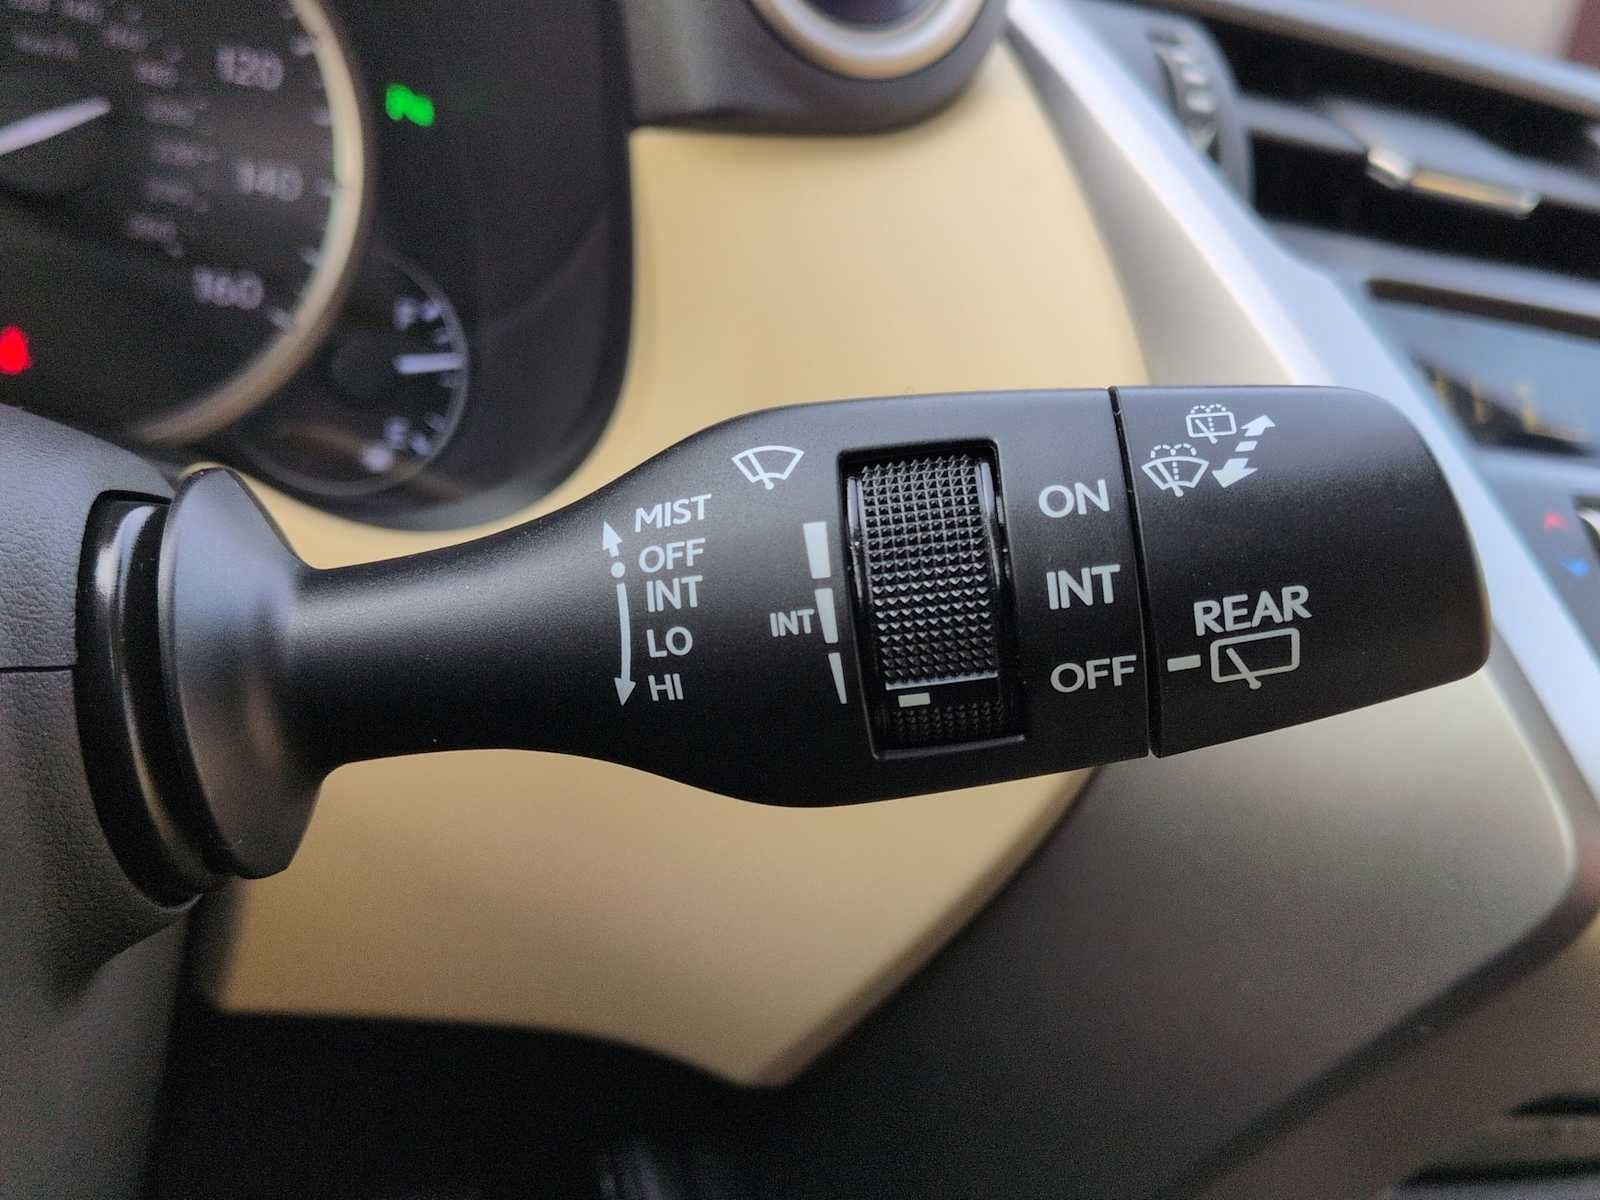 120
140
160
F
MIST
OFF
INT
LO
HI
INT
ON
INT
OFF
REAR